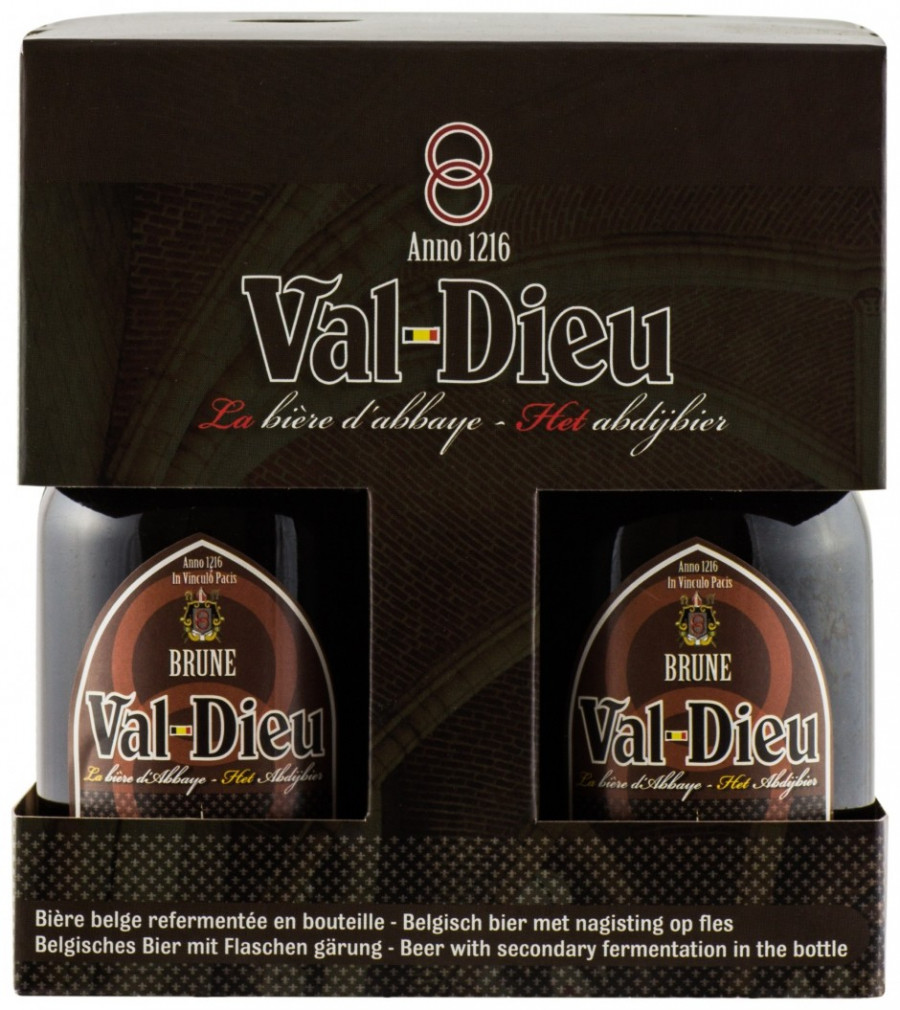 Anno 1216
Val-Dieu
La bière d'abbaye - Het abdijbier
Anno 1216
In Vinculo Pacis
BRUNE
Val-Dieu
La bière d'Abbaye - Het Abdijbier
Anno 1216
In Vinculo Pacis
BRUNE
Val-Dieu
La bière d'Abbaye - Het Abdijbier
Bière belge refermentée en bouteille - Belgisch bier met nagisting op fles
Belgisches Bier mit Flaschen gärung - Beer with secondary fermentation in the bottle